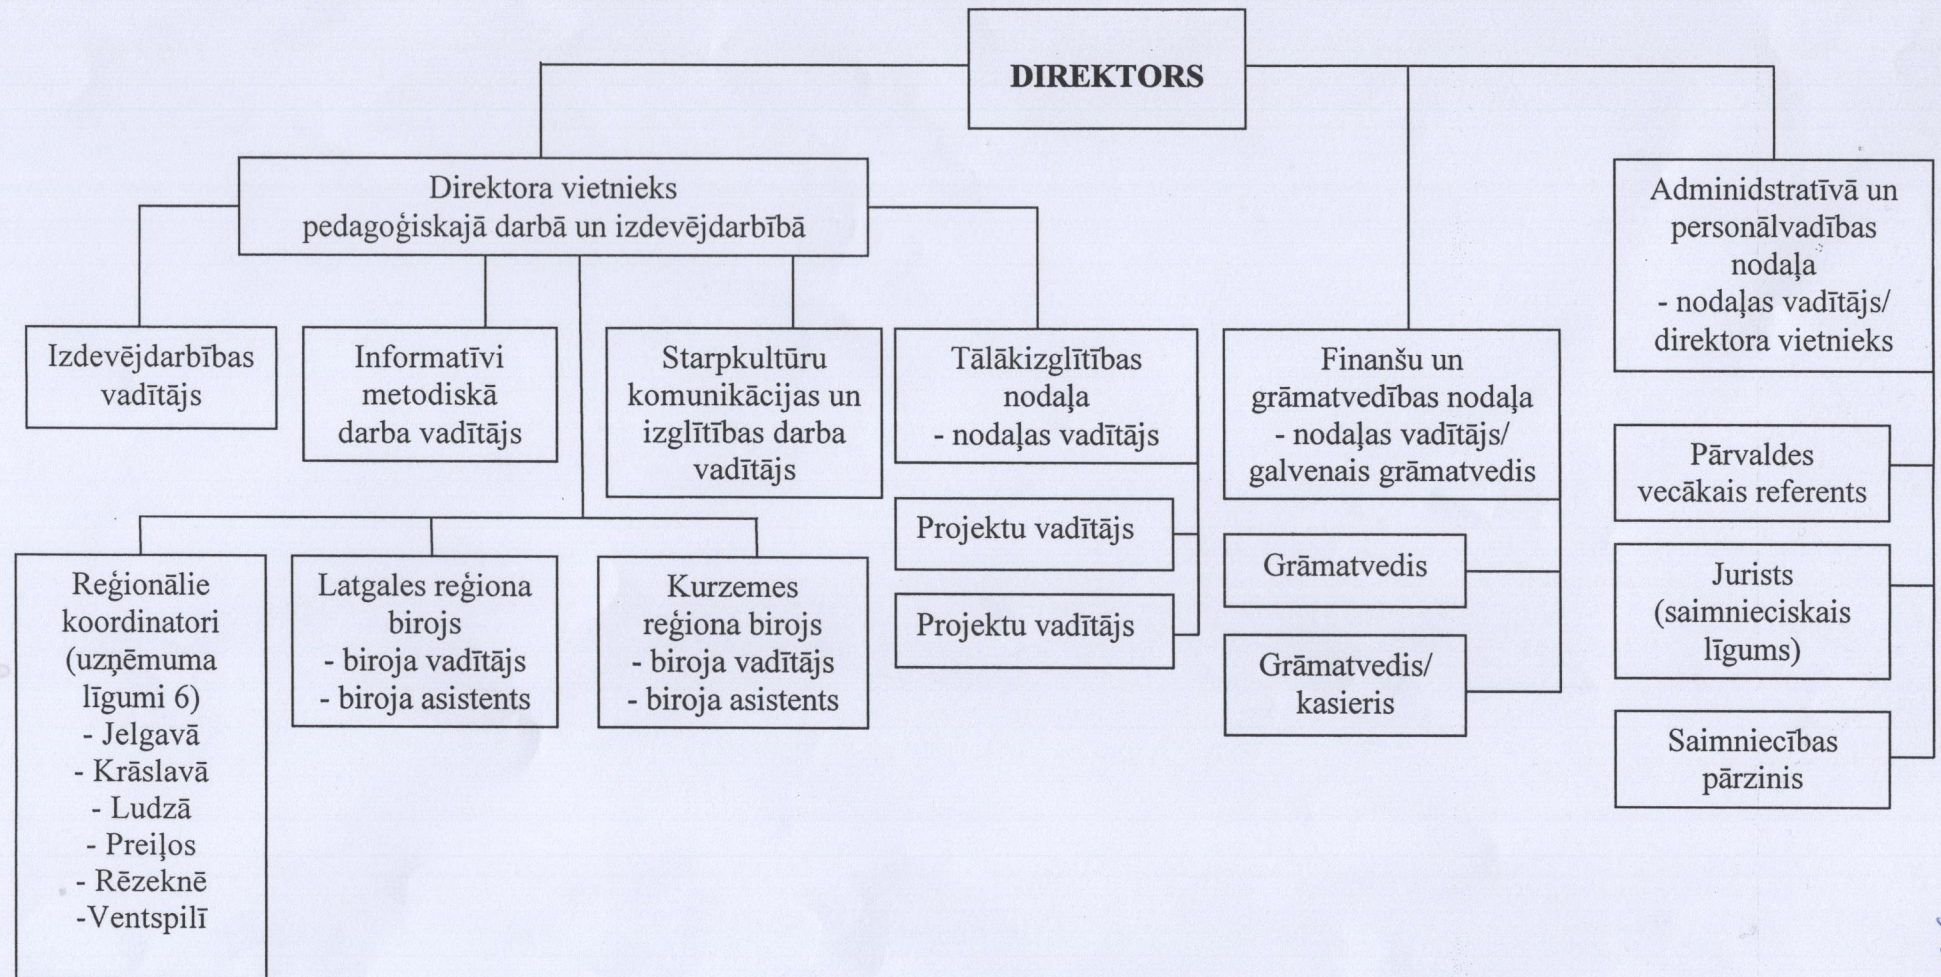 DIREKTORS
Direktora vietnieks
pedagoģiskajā darbā un izdevējdarbībā
Adminidstratīvā un
personālvadības
nodaļa
- nodaļas vadītājs/
direktora vietnieks
Izdevējdarbības
vadītājs
Informatīvi
metodiskā
darba vadītājs
Starpkultūru
komunikācijas un
izglītības darba
vadītājs
Tālākizglītības
nodaļa
- nodaļas vadītājs
Finanšu un
grāmatvedības nodaļa
- nodaļas vadītājs/
galvenais grāmatvedis
Pārvaldes
vecākais referents
Projektu vadītājs
Grāmatvedis
Jurists
(saimnieciskais
līgums)
Reģionālie
koordinatori
(uzņēmuma
līgumi 6)
- Jelgavā
- Krāslavā
- Ludzā
- Preiļos
- Rēzeknē
-Ventspilī
Latgales reģiona
birojs
- biroja vadītājs
- biroja asistents
Kurzemes
reģiona birojs
- biroja vadītājs
- biroja asistents
Projektu vadītājs
Grāmatvedis/
kasieris
Saimniecības
pārzinis